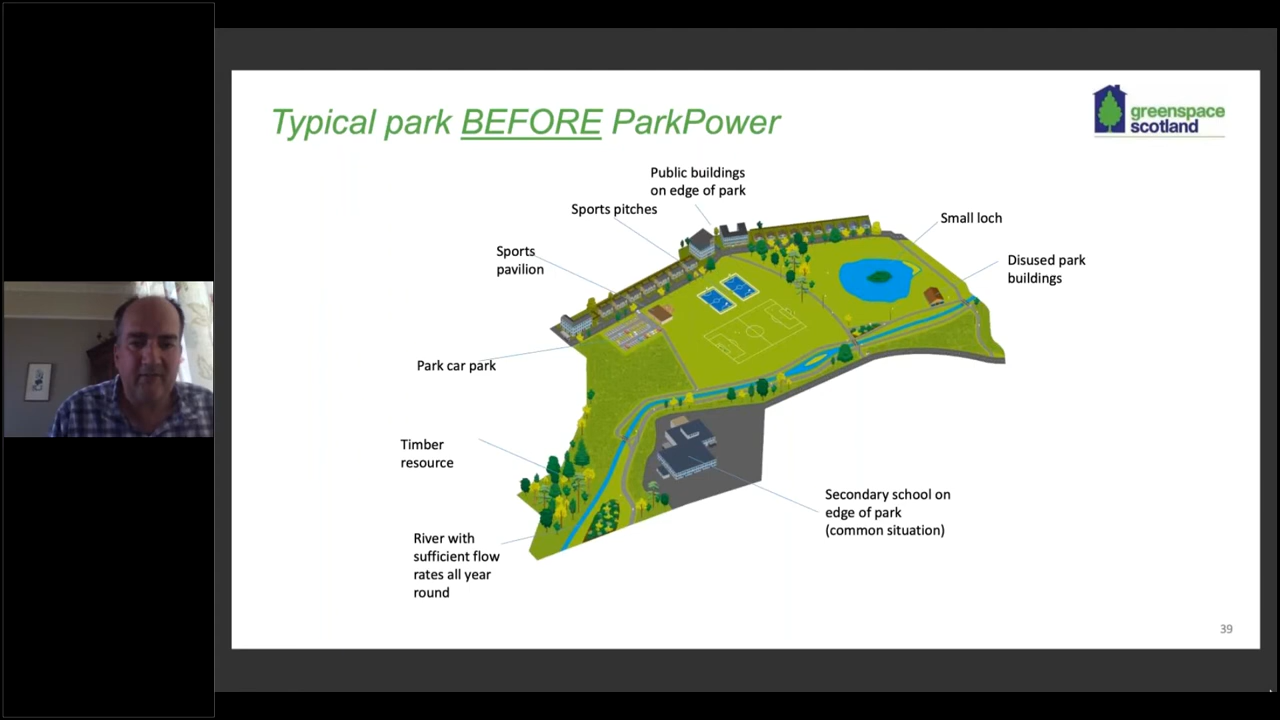 Typical park BEFORE ParkPower
greenspace
scotland
Public buildings
on edge of park
Sports pitches
Small loch
Sports
pavilion
Disused park
buildings
Park car park
Timber
resource
Secondary school on
edge of park
(common situation)
River with
sufficient flow
rates all year
round
39